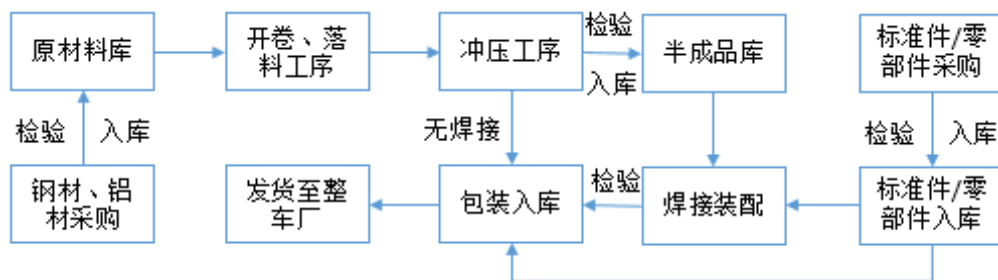 原材料库
开卷、落
料工序
冲压工序
检验
入库
半成品库
标准件/零
部件采购
检验
入库
无焊接
检验
入库
钢材、铝
材采购
发货至整
车厂
包装入库
检验
焊接装配
标准件/零
部件入库